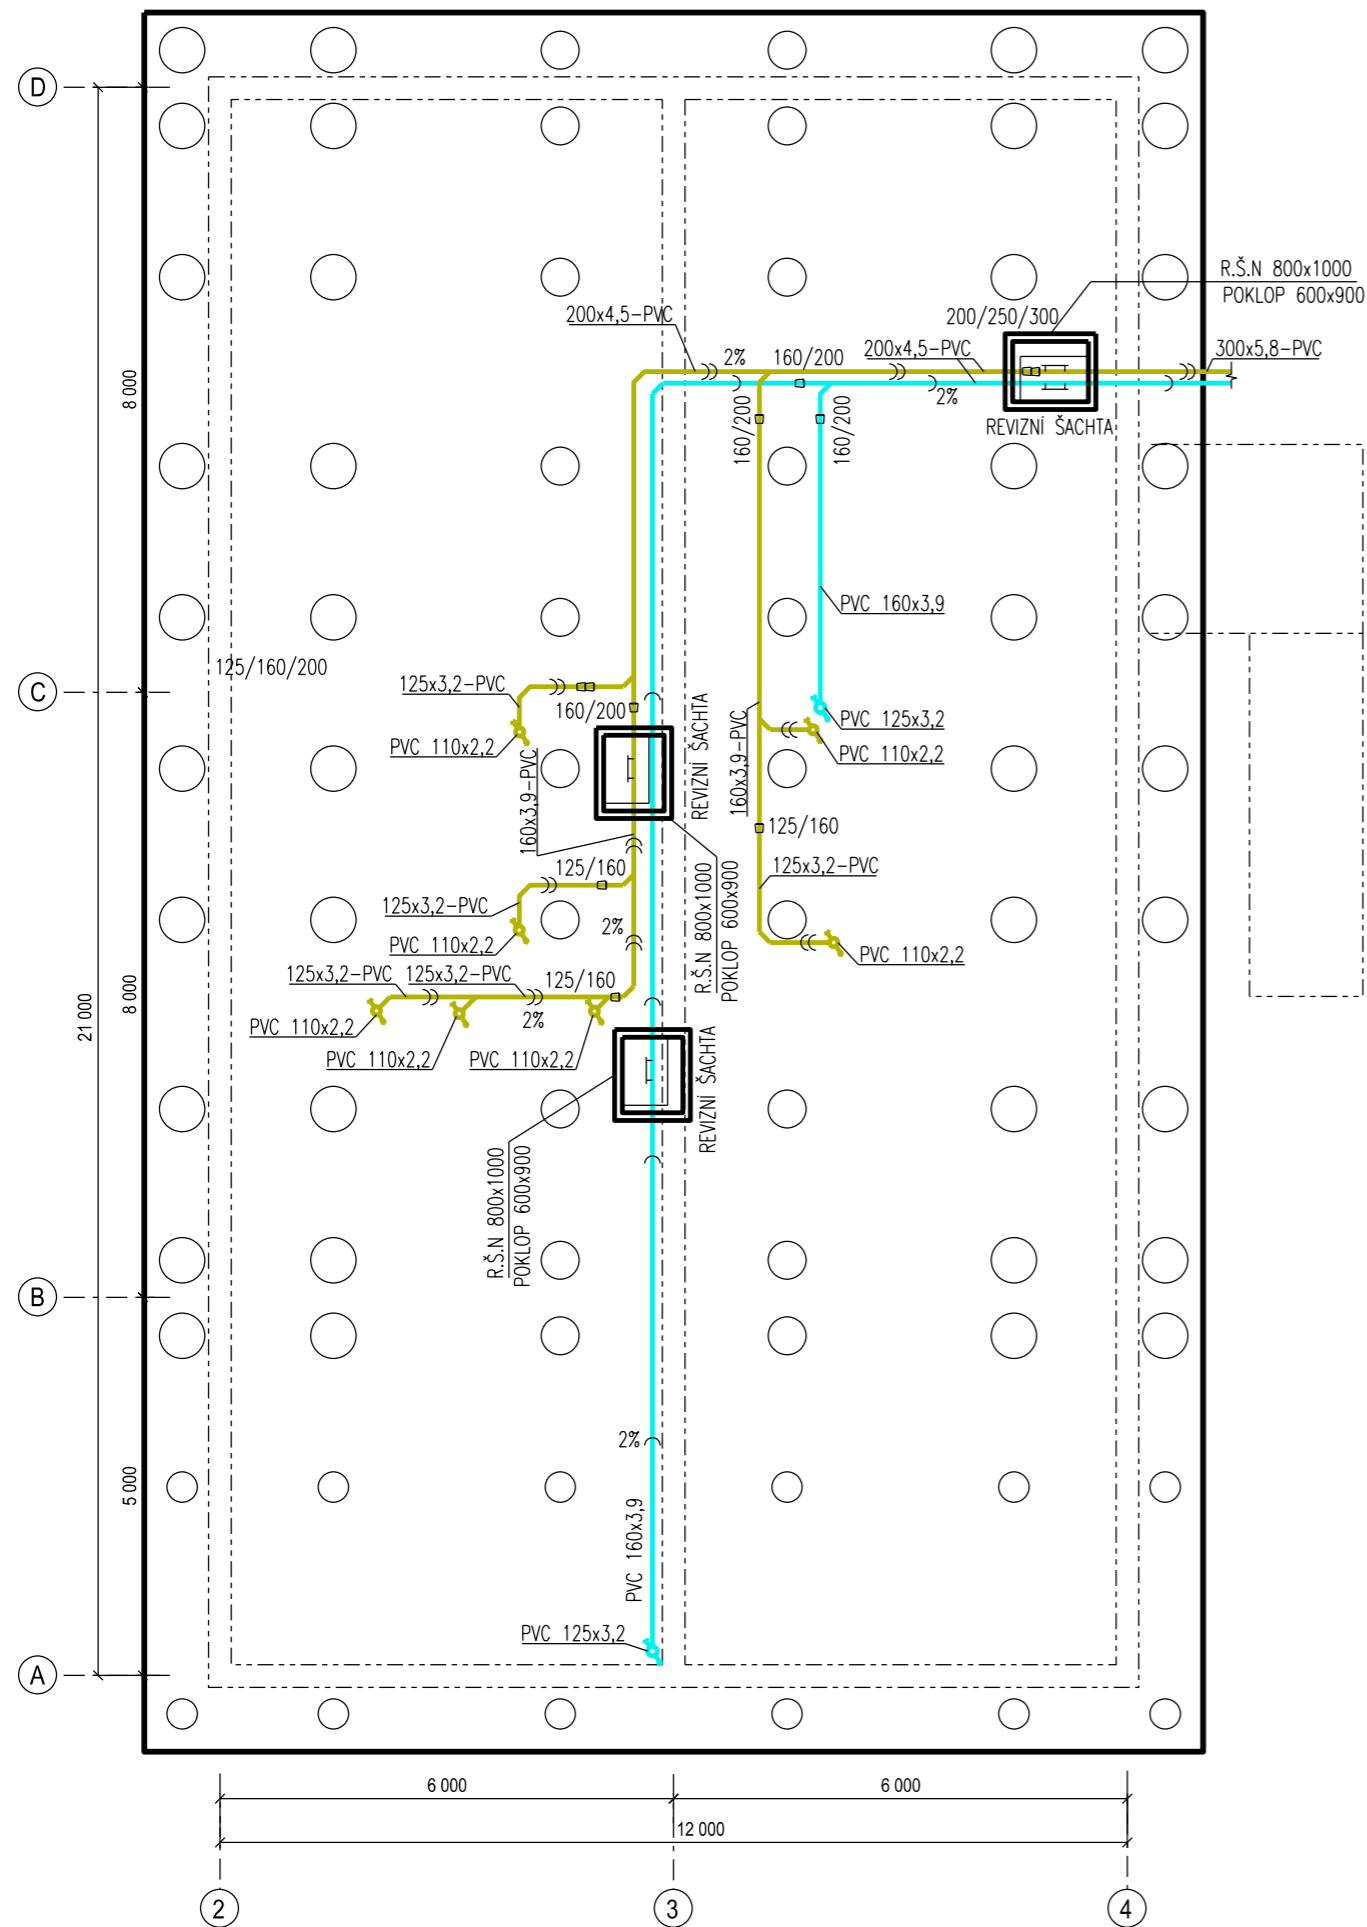 D
R.Š.N 800x1000
POKLOP 600x900
200x4,5-PVC
200/250/300
2%
160/200
200x4,5-PVC
300x5,8-PVC
8 000
2%
REVIZNÍ ŠACHTA
160/200
160/200
PVC 160x3,9
125/160/200
C
125x3,2-PVC
160/200
REVIZNÍ ŠACHTA
PVC 125x3,2
PVC 110x2,2
PVC 110x2,2
160x3,9-PVC
160x3,9-PVC
125/160
125/160
125x3,2-PVC
125x3,2-PVC
R.Š.N 800x1000
POKLOP 600x900
2%
PVC 110x2,2
PVC 110x2,2
125x3,2-PVC
125x3,2-PVC
125/160
21 000
8 000
2%
PVC 110x2,2
PVC 110x2,2
PVC 110x2,2
REVIZNÍ ŠACHTA
R.Š.N 800x1000
POKLOP 600x900
B
2%
5 000
PVC 160x3,9
PVC 125x3,2
A
6 000
6 000
12 000
2
3
4